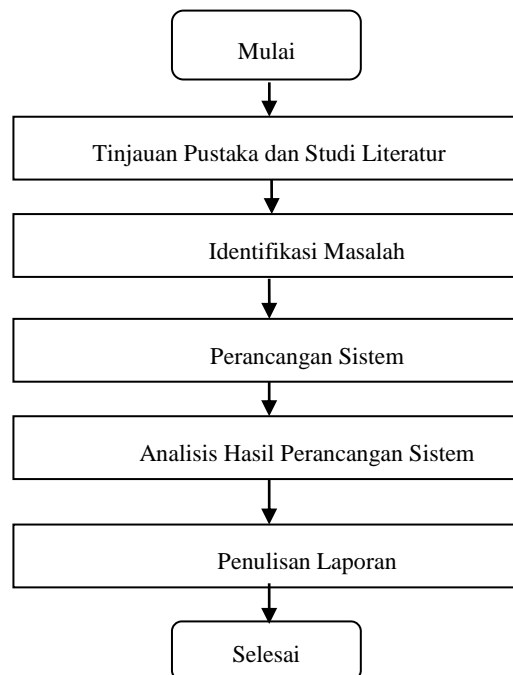 Mulai
Tinjauan Pustaka dan Studi Literatur
Identifikasi Masalah
Perancangan Sistem
Analisis Hasil Perancangan Sistem
Penulisan Laporan
Selesai